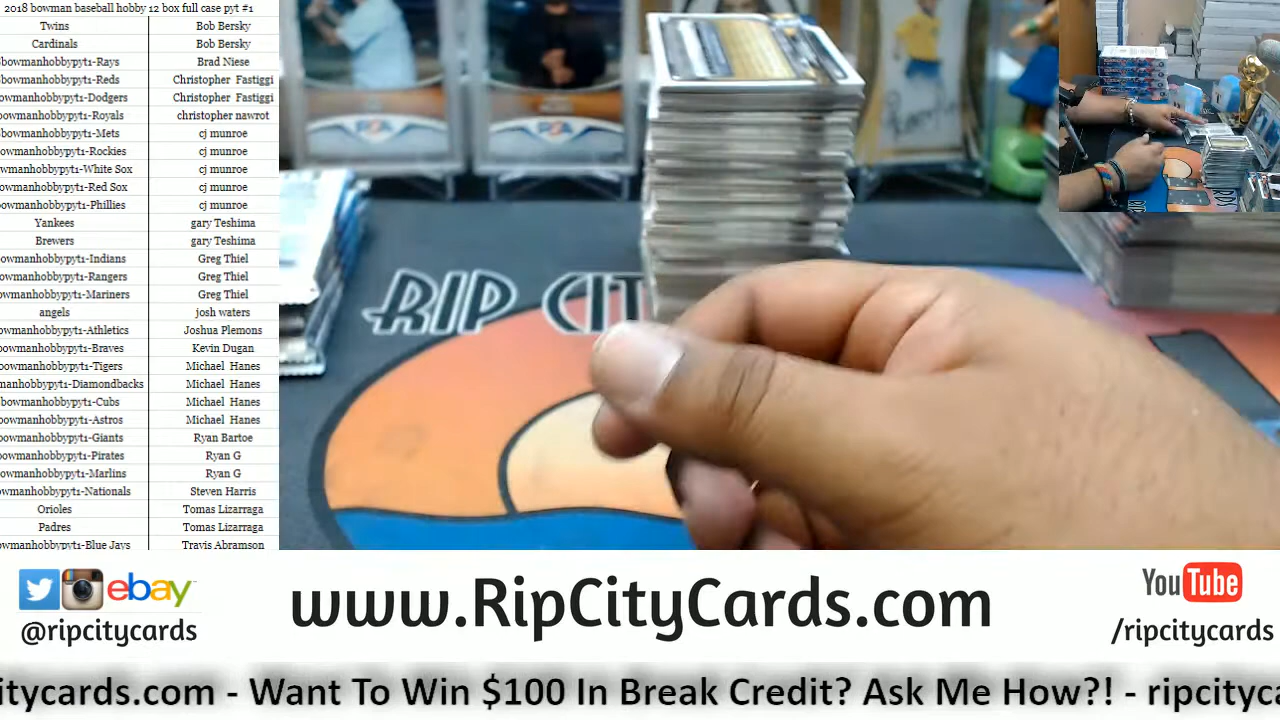 2018 bowman baseball hobby 12 box full case pyt #1
Twins Bob Bersky
Cardinals Bob Bersky
bowmanhobbypyt1-Rays Brad Niese
bowmanhobbypyt1-Reds Christopher Fastiggi
owmanhobbypyt1-Dodgers Christopher Fastiggi
bowmanhobbypyt1-Royals christopher nawrot
owmanhobbypyt1-Mets cj munroe
owmanhobbypyt1-Rockies cj munroe
wmanhobbypyt1-White Sox cj munroe
wmanhobbypyt1-Red Sox cj munroe
owmanhobbypyt1-Phillies cj munroe
Yankees gary Teshima
Brewers gary Teshima
owmanhobbypyt1-Indians Greg Thiel
owmanhobbypyt1-Rangers Greg Thiel
owmanhobbypyt1-Mariners Greg Thiel
angels josh waters
owmanhobbypyt1-Athletics Joshua Plemons
owmanhobbypyt1-Braves Kevin Dugan
owmanhobbypyt1-Tigers Michael Hanes
manhobbypyt1-Diamondbacks Michael Hanes
bowmanhobbypyt1-Cubs Michael Hanes
bowmanhobbypyt1-Astros Michael Hanes
owmanhobbypyt1-Giants Ryan Bartoe
bowmanhobbypyt1-Pirates Ryan G
owmanhobbypyt1-Marlins Ryan G
wmanhobbypyt1-Nationals Steven Harris
Orioles Tomas Lizarraga
Padres Tomas Lizarraga
owmanhobbypyt1-Blue Jays Travis Abramson
RIP CIT
ebay
@ripcitycards
www.RipCityCards.com
YouTube
/ripcitycards
itycards.com - Want To Win $100 In Break Credit? Ask Me How?! - ripcityca